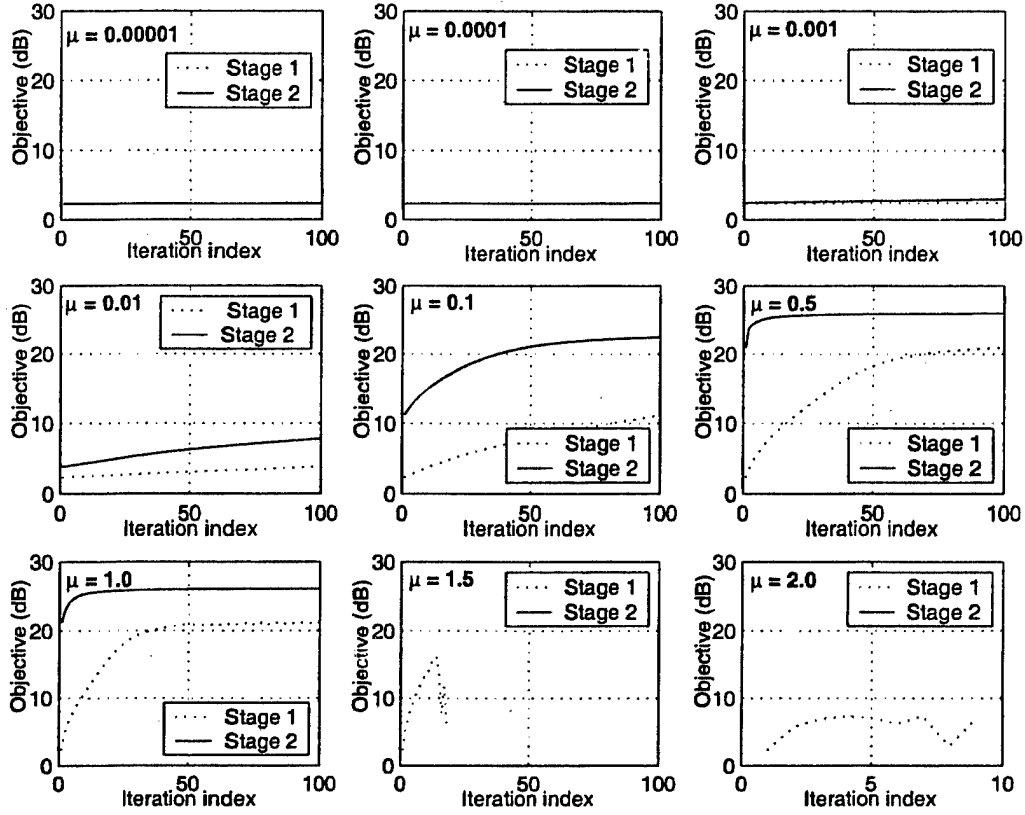 30
20
10
0
Objective (dB)
μ = 0.00001
Stage 1
Stage 2
0 50 100
Iteration index
30
20
10
0
Objective (dB)
μ = 0.0001
Stage 1
Stage 2
0 50 100
Iteration index
30
20
10
0
Objective (dB)
μ = 0.001
Stage 1
Stage 2
0 50 100
Iteration index
30
20
10
0
Objective (dB)
μ = 0.01
Stage 1
Stage 2
0 50 100
Iteration index
30
20
10
0
Objective (dB)
μ = 0.1
Stage 1
Stage 2
0 50 100
Iteration index
30
20
10
0
Objective (dB)
μ = 0.5
Stage 1
Stage 2
0 50 100
Iteration index
30
20
10
0
Objective (dB)
μ = 1.0
Stage 1
Stage 2
0 50 100
Iteration index
30
20
10
0
Objective (dB)
μ = 1.5
Stage 1
Stage 2
0 50 100
Iteration index
30
20
10
0
Objective (dB)
μ = 2.0
Stage 1
Stage 2
0 5 10
Iteration index